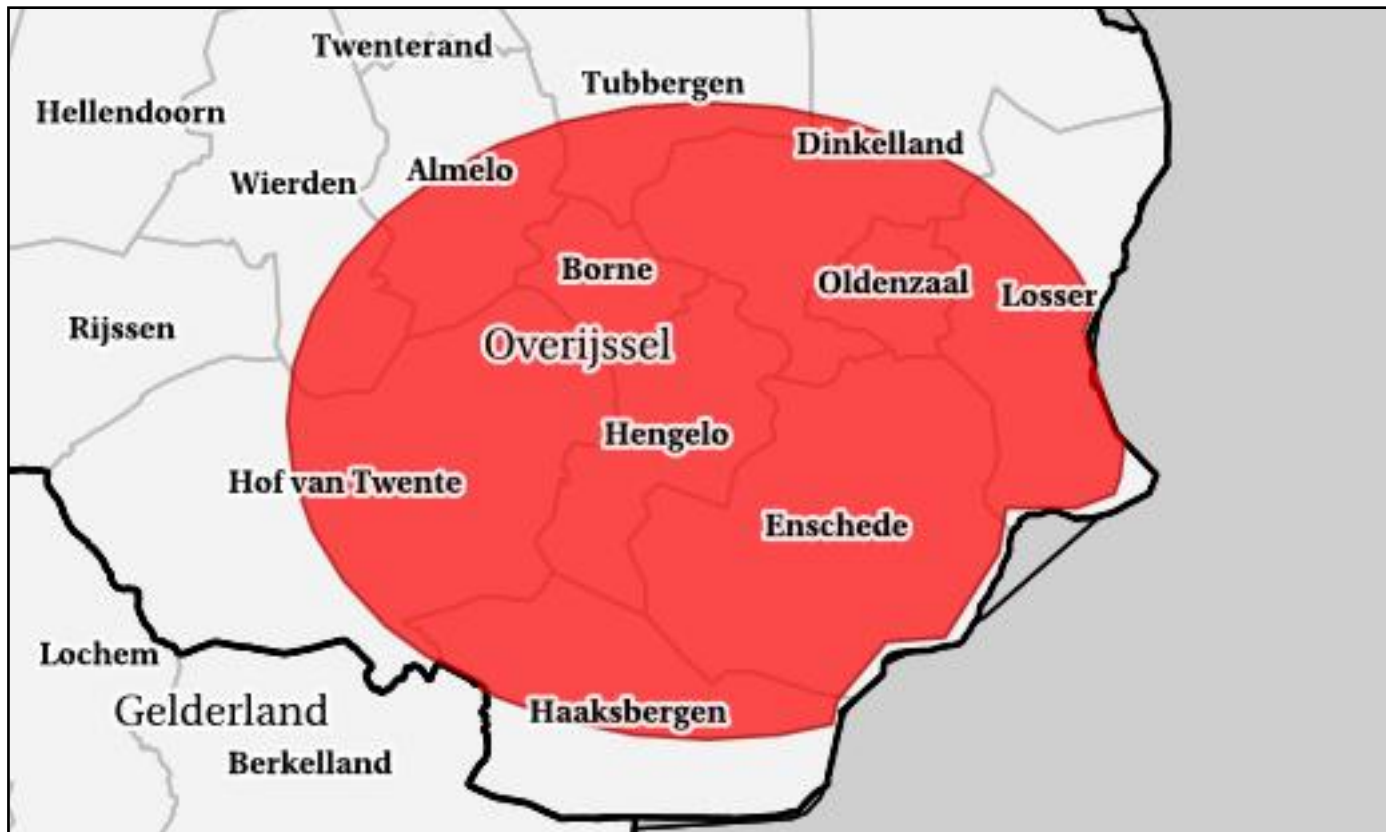 Twenterand
Tubbergen
Hellendoorn
Dinkelland
Almelo
Wierden
Borne
Oldenzaal
Losser
Rijssen
Overijssel
Hengelo
Hof van Twente
Enschede
Lochem
Gelderland
Haaksbergen
Berkelland